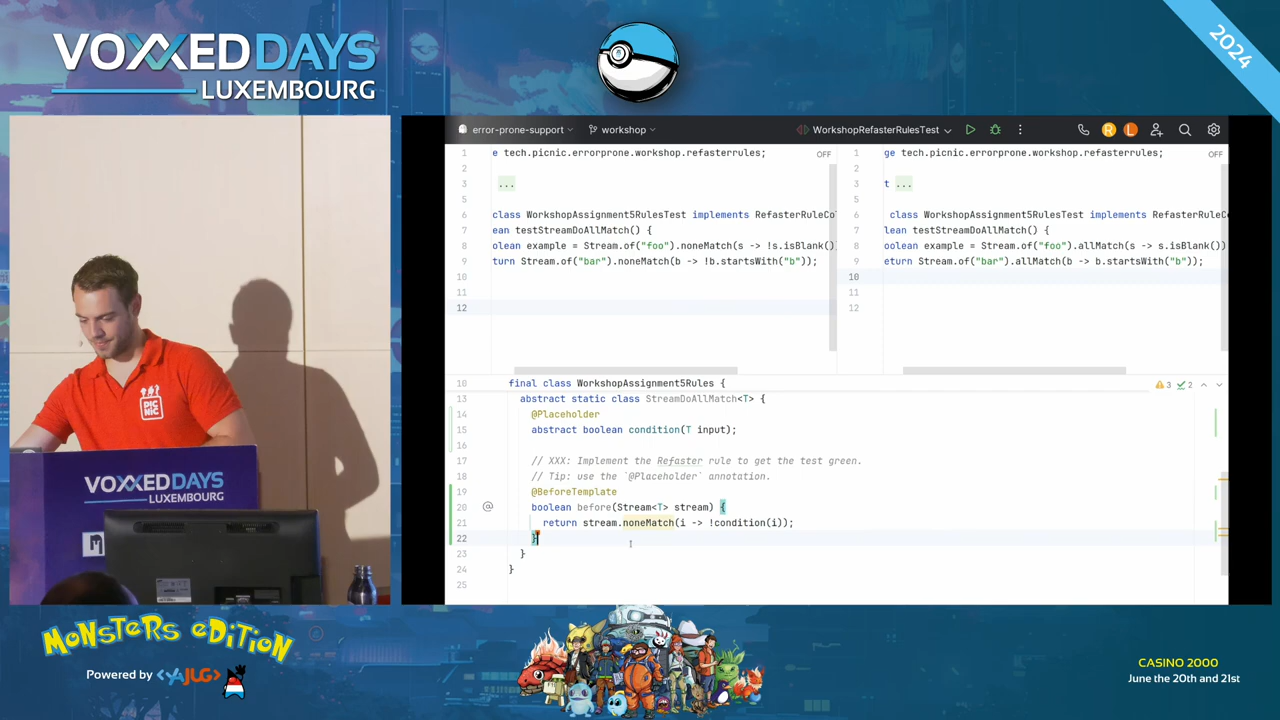 VOXXED DAYS
LUXEMBOURG
2024
error-prone-support
workshop
WorkshopRefasterRulesTest
R
L
1 e tech.picnic.errorprone.workshop.refasterrules;
OFF
2
3 ...
5
6 class WorkshopAssignment5RulesTest implements RefasterRuleCo
7 ean testStreamDoAllMatch() {
8 olean example = Stream.of("foo").noneMatch(s -> !s.isBlank()
9 turn Stream.of("bar").noneMatch(b -> !b.startsWith("b"));
10
11
12
1 ge tech.picnic.errorprone.workshop.refasterrules;
OFF
2
3 t ...
5
6 class WorkshopAssignment5RulesTest implements RefasterRuleC
7 lean testStreamDoAllMatch() {
8 oolean example = Stream.of("foo").allMatch(s -> s.isBlank())
9 eturn Stream.of("bar").allMatch(b -> b.startsWith("b"));
10
11
12
10 final class WorkshopAssignment5Rules {
3 2
13 abstract static class StreamDoAllMatch<T> {
14 @Placeholder
15 abstract boolean condition(T input);
16
17 // XXX: Implement the Refaster rule to get the test green.
18 // Tip: use the `@Placeholder` annotation.
19 @BeforeTemplate
20 boolean before(Stream<T> stream) {
21 return stream.noneMatch(i -> !condition(i));
22 }
23 }
24 }
25
PIC
NIC
VOXXED DAYS
LUXEMBOURG
MONSTERS EDITION
Powered by <YAJUG>
CASINO 2000
June the 20th and 21st